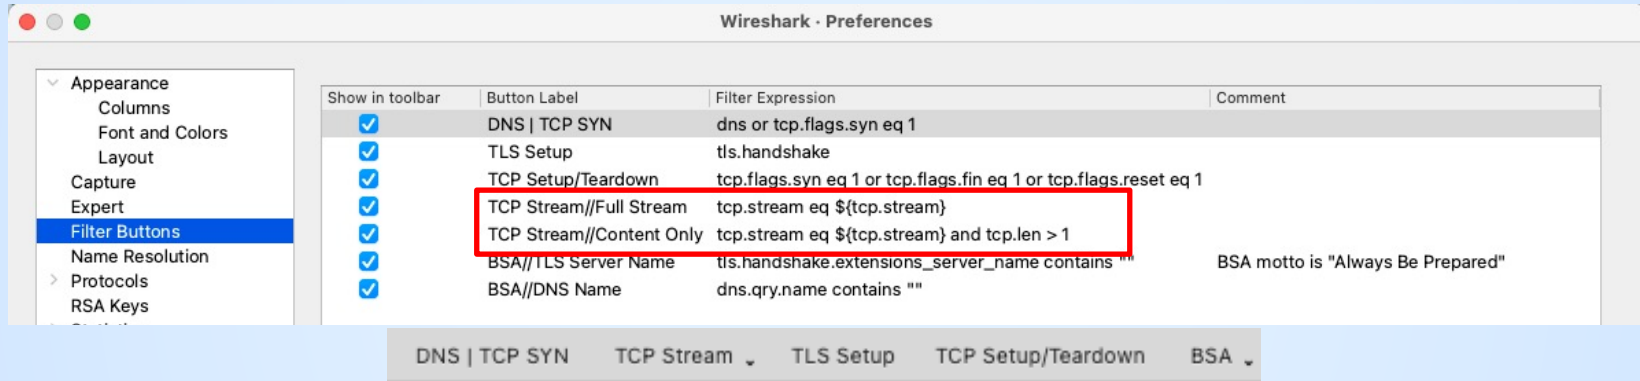 Wireshark · Preferences
Appearance
Columns
Font and Colors
Layout
Capture
Expert
Filter Buttons
Name Resolution
Protocols
RSA Keys
Show in toolbar Button Label Filter Expression Comment
DNS | TCP SYN dns or tcp.flags.syn eq 1
TLS Setup tls.handshake
TCP Setup/Teardown tcp.flags.syn eq 1 or tcp.flags.fin eq 1 or tcp.flags.reset eq 1
TCP Stream//Full Stream tcp.stream eq ${tcp.stream}
TCP Stream//Content Only tcp.stream eq ${tcp.stream} and tcp.len > 1
BSA//TLS Server Name tls.handshake.extensions_server_name contains "" BSA motto is "Always Be Prepared"
BSA//DNS Name dns.qry.name contains ""
DNS | TCP SYN TCP Stream TLS Setup TCP Setup/Teardown BSA